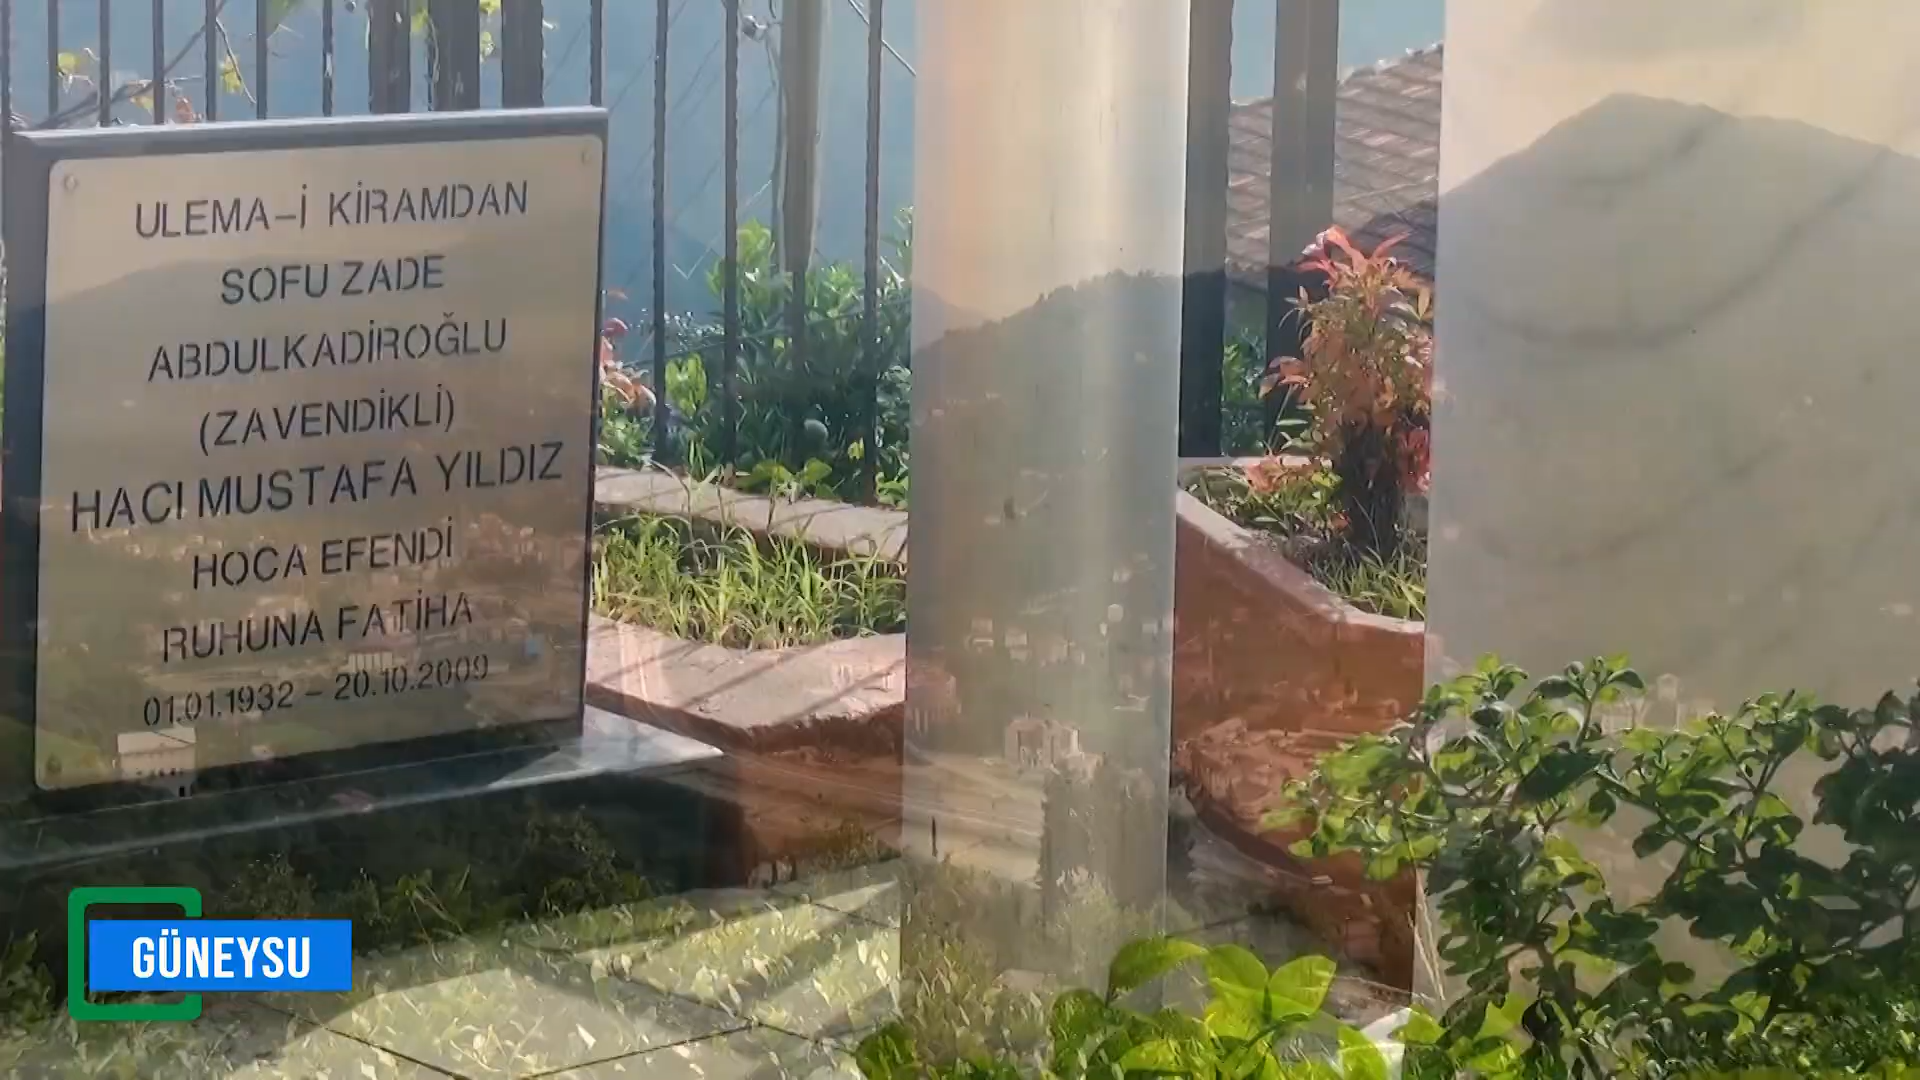 ULEMA-İ KİRAMDAN
SOFU ZADE
ABDULKADİROĞLU
(ZAVENDİKLİ)
HACI MUSTAFA YILDIZ
HOCA EFENDİ
RUHUNA FATİHA
01.01.1932 - 20.10.2009
GÜNEYSU